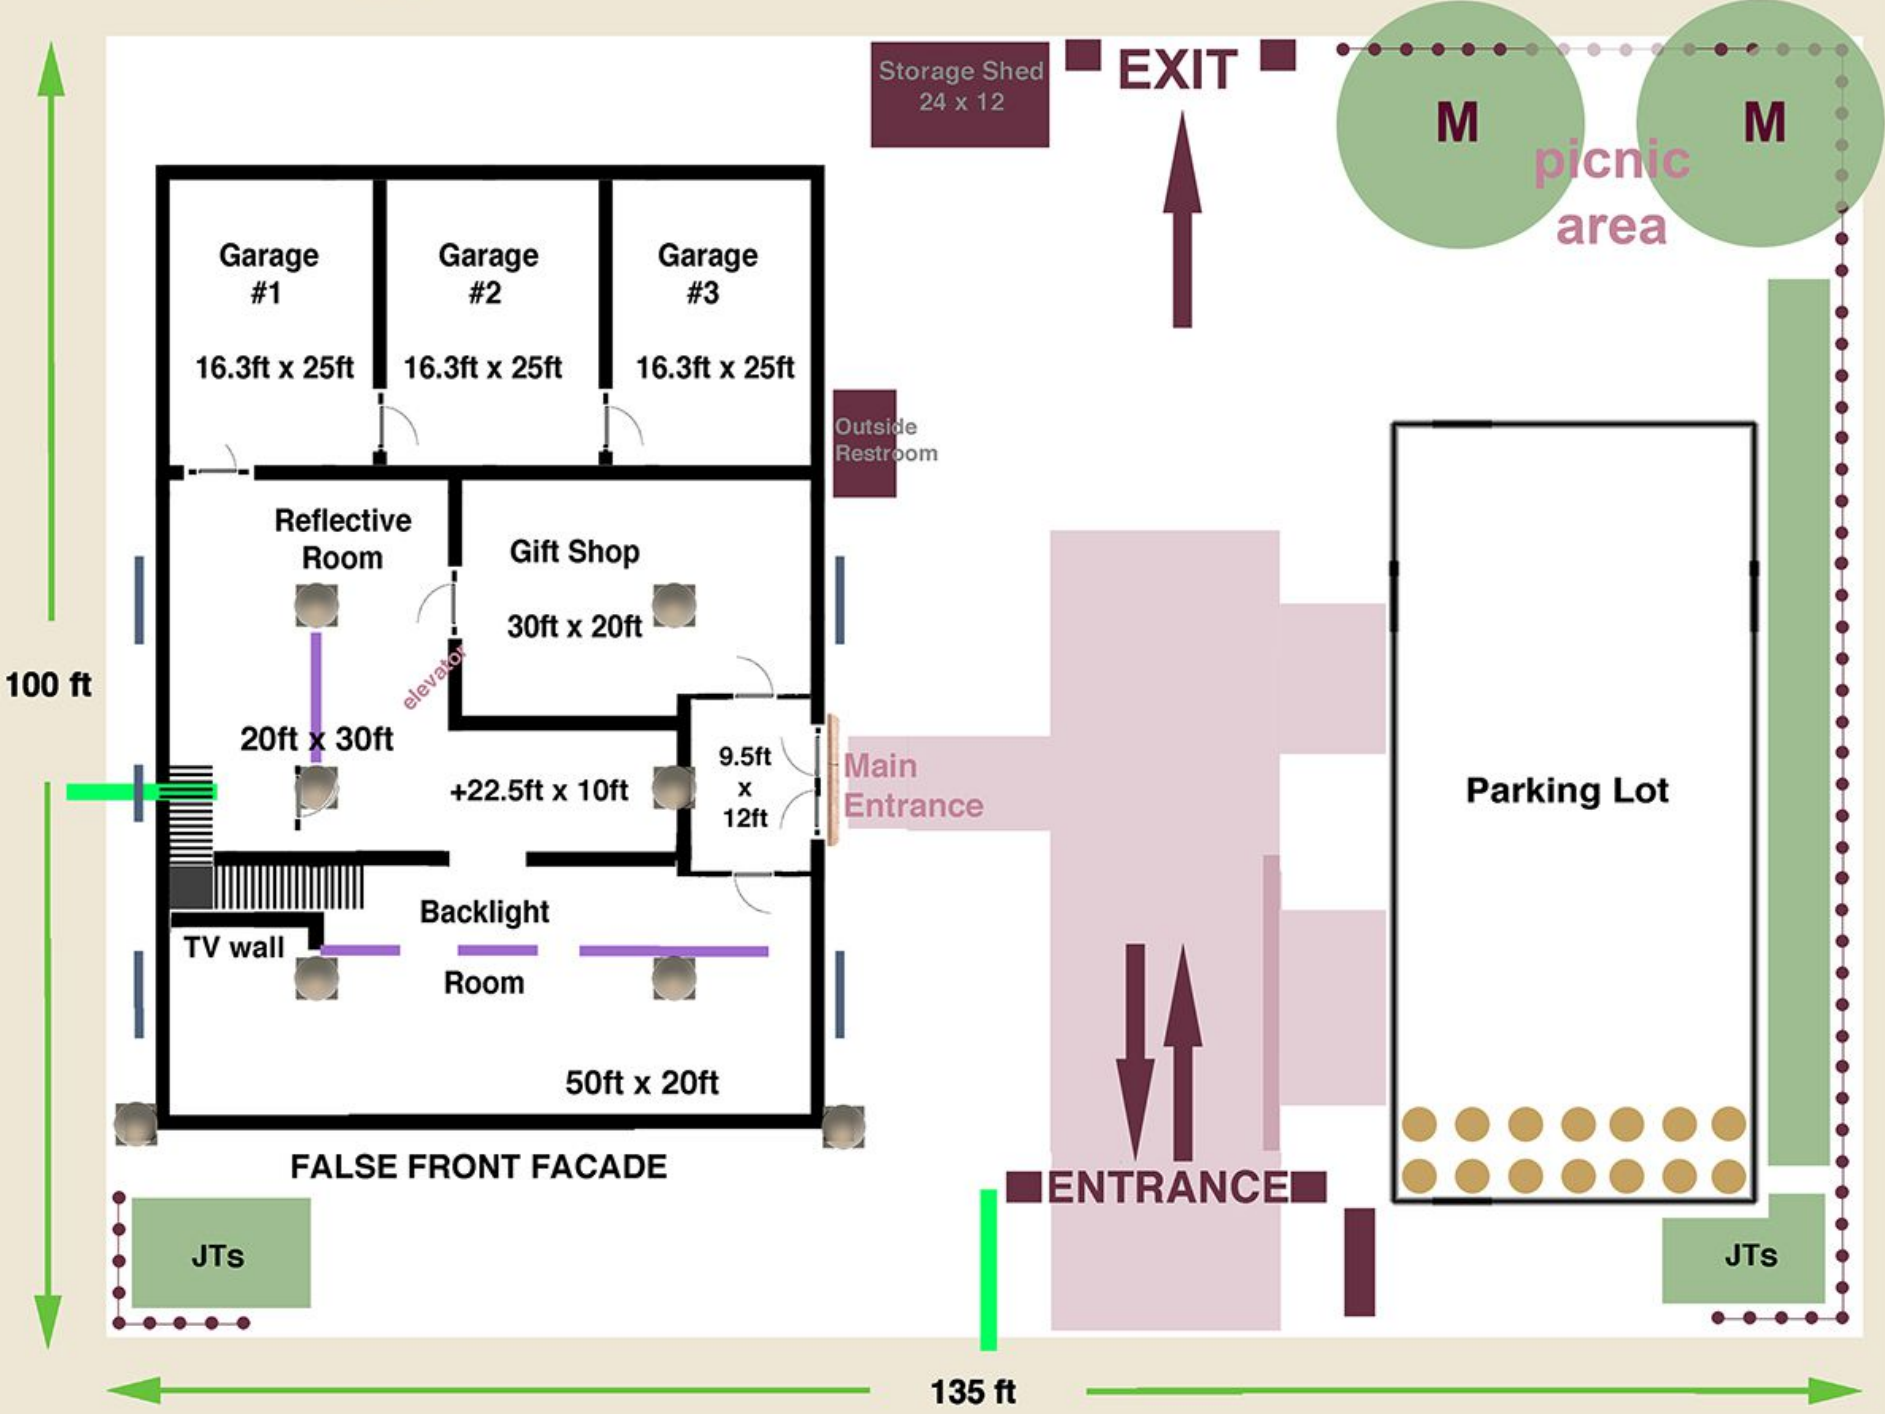 Storage Shed
24 x 12
EXIT
M
M
picnic
area
Garage
#1
16.3ft x 25ft
Garage
#2
16.3ft x 25ft
Garage
#3
16.3ft x 25ft
Outside
Restroom
Reflective
Room
Gift Shop
30ft x 20ft
elevator
100 ft
20ft x 30ft
+22.5ft x 10ft
9.5ft
x
12ft
Main
Entrance
Parking Lot
Backlight
TV wall
Room
50ft x 20ft
FALSE FRONT FACADE
ENTRANCE
JTs
JTs
135 ft